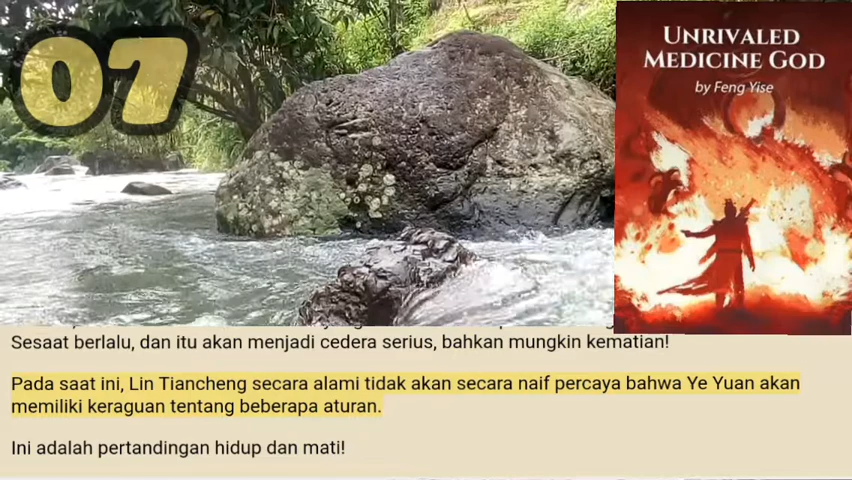 07
UNRIVALED
MEDICINE GOD
by Feng Yise
Sesaat berlalu, dan itu akan menjadi cedera serius, bahkan mungkin kematian!
Pada saat ini, Lin Tiancheng secara alami tidak akan secara naif percaya bahwa Ye Yuan akan
memiliki keraguan tentang beberapa aturan.
Ini adalah pertandingan hidup dan mati!